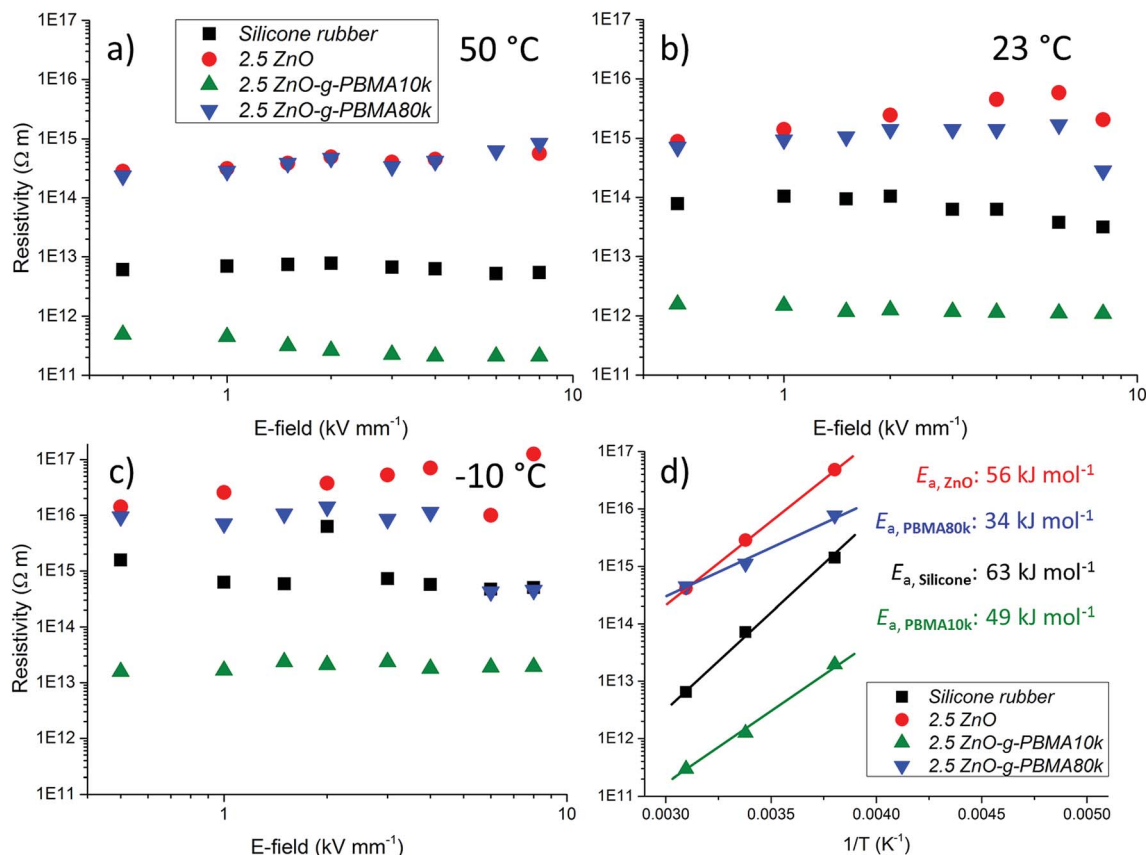 a)
50 °C
Silicone rubber
2.5 ZnO
2.5 ZnO-g-PBMA10k
2.5 ZnO-g-PBMA80k
1E17
1E16
1E15
1E14
1E13
1E12
1E11
Resistivity (Ω m)
1
10
E-field (kV mm⁻¹)
b)
23 °C
1E17
1E16
1E15
1E14
1E13
1E12
1E11
1
10
E-field (kV mm⁻¹)
c)
-10 °C
1E17
1E16
1E15
1E14
1E13
1E12
1E11
Resistivity (Ω m)
1
10
E-field (kV mm⁻¹)
d)
1E17
1E16
1E15
1E14
1E13
1E12
1E11
Ea, ZnO: 56 kJ mol⁻¹
Ea, PBMA80k: 34 kJ mol⁻¹
Ea, Silicone: 63 kJ mol⁻¹
Ea, PBMA10k: 49 kJ mol⁻¹
Silicone rubber
2.5 ZnO
2.5 ZnO-g-PBMA10k
2.5 ZnO-g-PBMA80k
0.0030 0.0035 0.0040 0.0045 0.0050
1/T (K⁻¹)